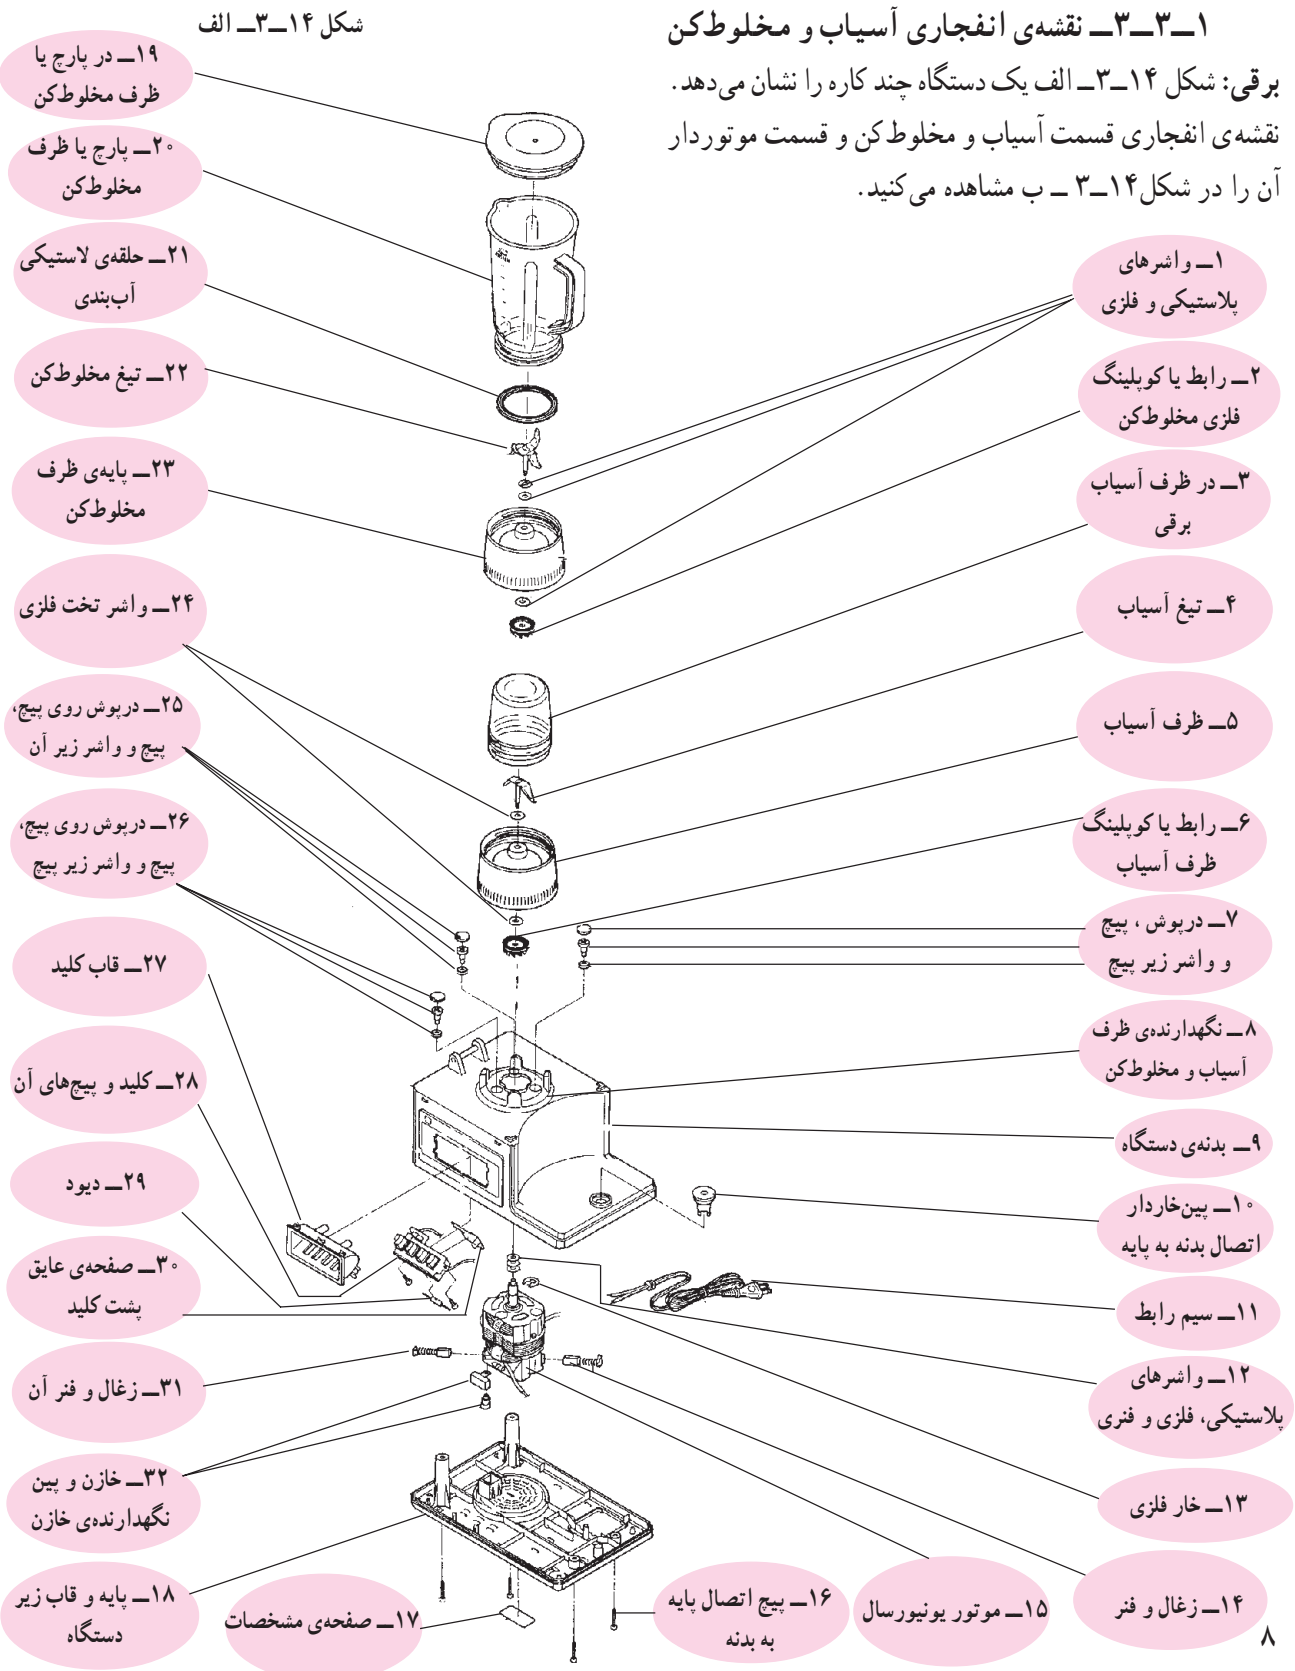 ۱ــ۳ــ۳ــ نقشه‌ی انفجاری آسیاب و مخلوط‌کن
برقی: شکل ۱۴ــ۳ــ الف یک دستگاه چند کاره را نشان می‌دهد.
نقشه‌ی انفجاری قسمت آسیاب و مخلوط‌کن و قسمت موتوردار
آن را در شکل۱۴ــ۳ ــ ب مشاهده می‌کنید.
شکل ۱۴ــ۳ــ الف
۱ــ واشرهای
پلاستیکی و فلزی
۲ــ رابط یا کوپلینگ
فلزی مخلوط‌کن
۳ــ در ظرف آسیاب
برقی
۴ــ تیغ آسیاب
۵ــ ظرف آسیاب
۶ــ رابط یا کوپلینگ
ظرف آسیاب
۷ــ درپوش ، پیچ
و واشر زیر پیچ
۸ــ نگهدارنده‌ی ظرف
آسیاب و مخلوط‌کن
۹ــ بدنه‌ی دستگاه
۱۰ــ پین‌خاردار
اتصال بدنه به پایه
۱۱ــ سیم رابط
۱۲ــ واشرهای
پلاستیکی، فلزی و فنری
۱۳ــ خار فلزی
۱۴ــ زغال و فنر
۱۵ــ موتور یونیورسال
۱۶ــ پیچ اتصال پایه
به بدنه
۱۷ــ صفحه‌ی مشخصات
۱۸ــ پایه و قاب زیر
دستگاه
۱۹ــ در پارچ یا
ظرف مخلوط‌کن
۲۰ــ پارچ یا ظرف
مخلوط‌کن
۲۱ــ حلقه‌ی لاستیکی
آب‌بندی
۲۲ــ تیغ مخلوط‌کن
۲۳ــ پایه‌ی ظرف
مخلوط‌کن
۲۴ــ واشر تخت فلزی
۲۵ــ درپوش روی پیچ،
پیچ و واشر زیر آن
۲۶ــ درپوش روی پیچ،
پیچ و واشر زیر پیچ
۲۷ــ قاب کلید
۲۸ــ کلید و پیچ‌های آن
۲۹ــ دیود
۳۰ــ صفحه‌ی عایق
پشت کلید
۳۱ــ زغال و فنر آن
۳۲ــ خازن و پین
نگهدارنده‌ی خازن
۸